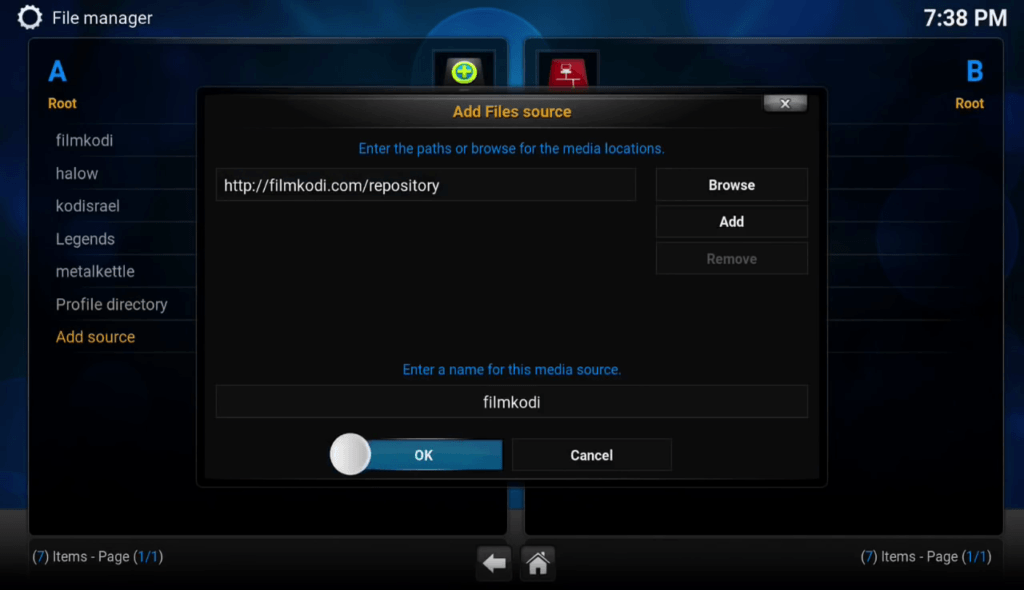 File manager
7:38 PM
A
B
Root
Root
Add Files source
Enter the paths or browse for the media locations.
filmkodi
halow
kodisrael
Legends
metalkettle
Profile directory
Add source
http://filmkodi.com/repository
Browse
Add
Remove
Enter a name for this media source.
filmkodi
OK
Cancel
(7) Items - Page (1/1)
(7) Items - Page (1/1)